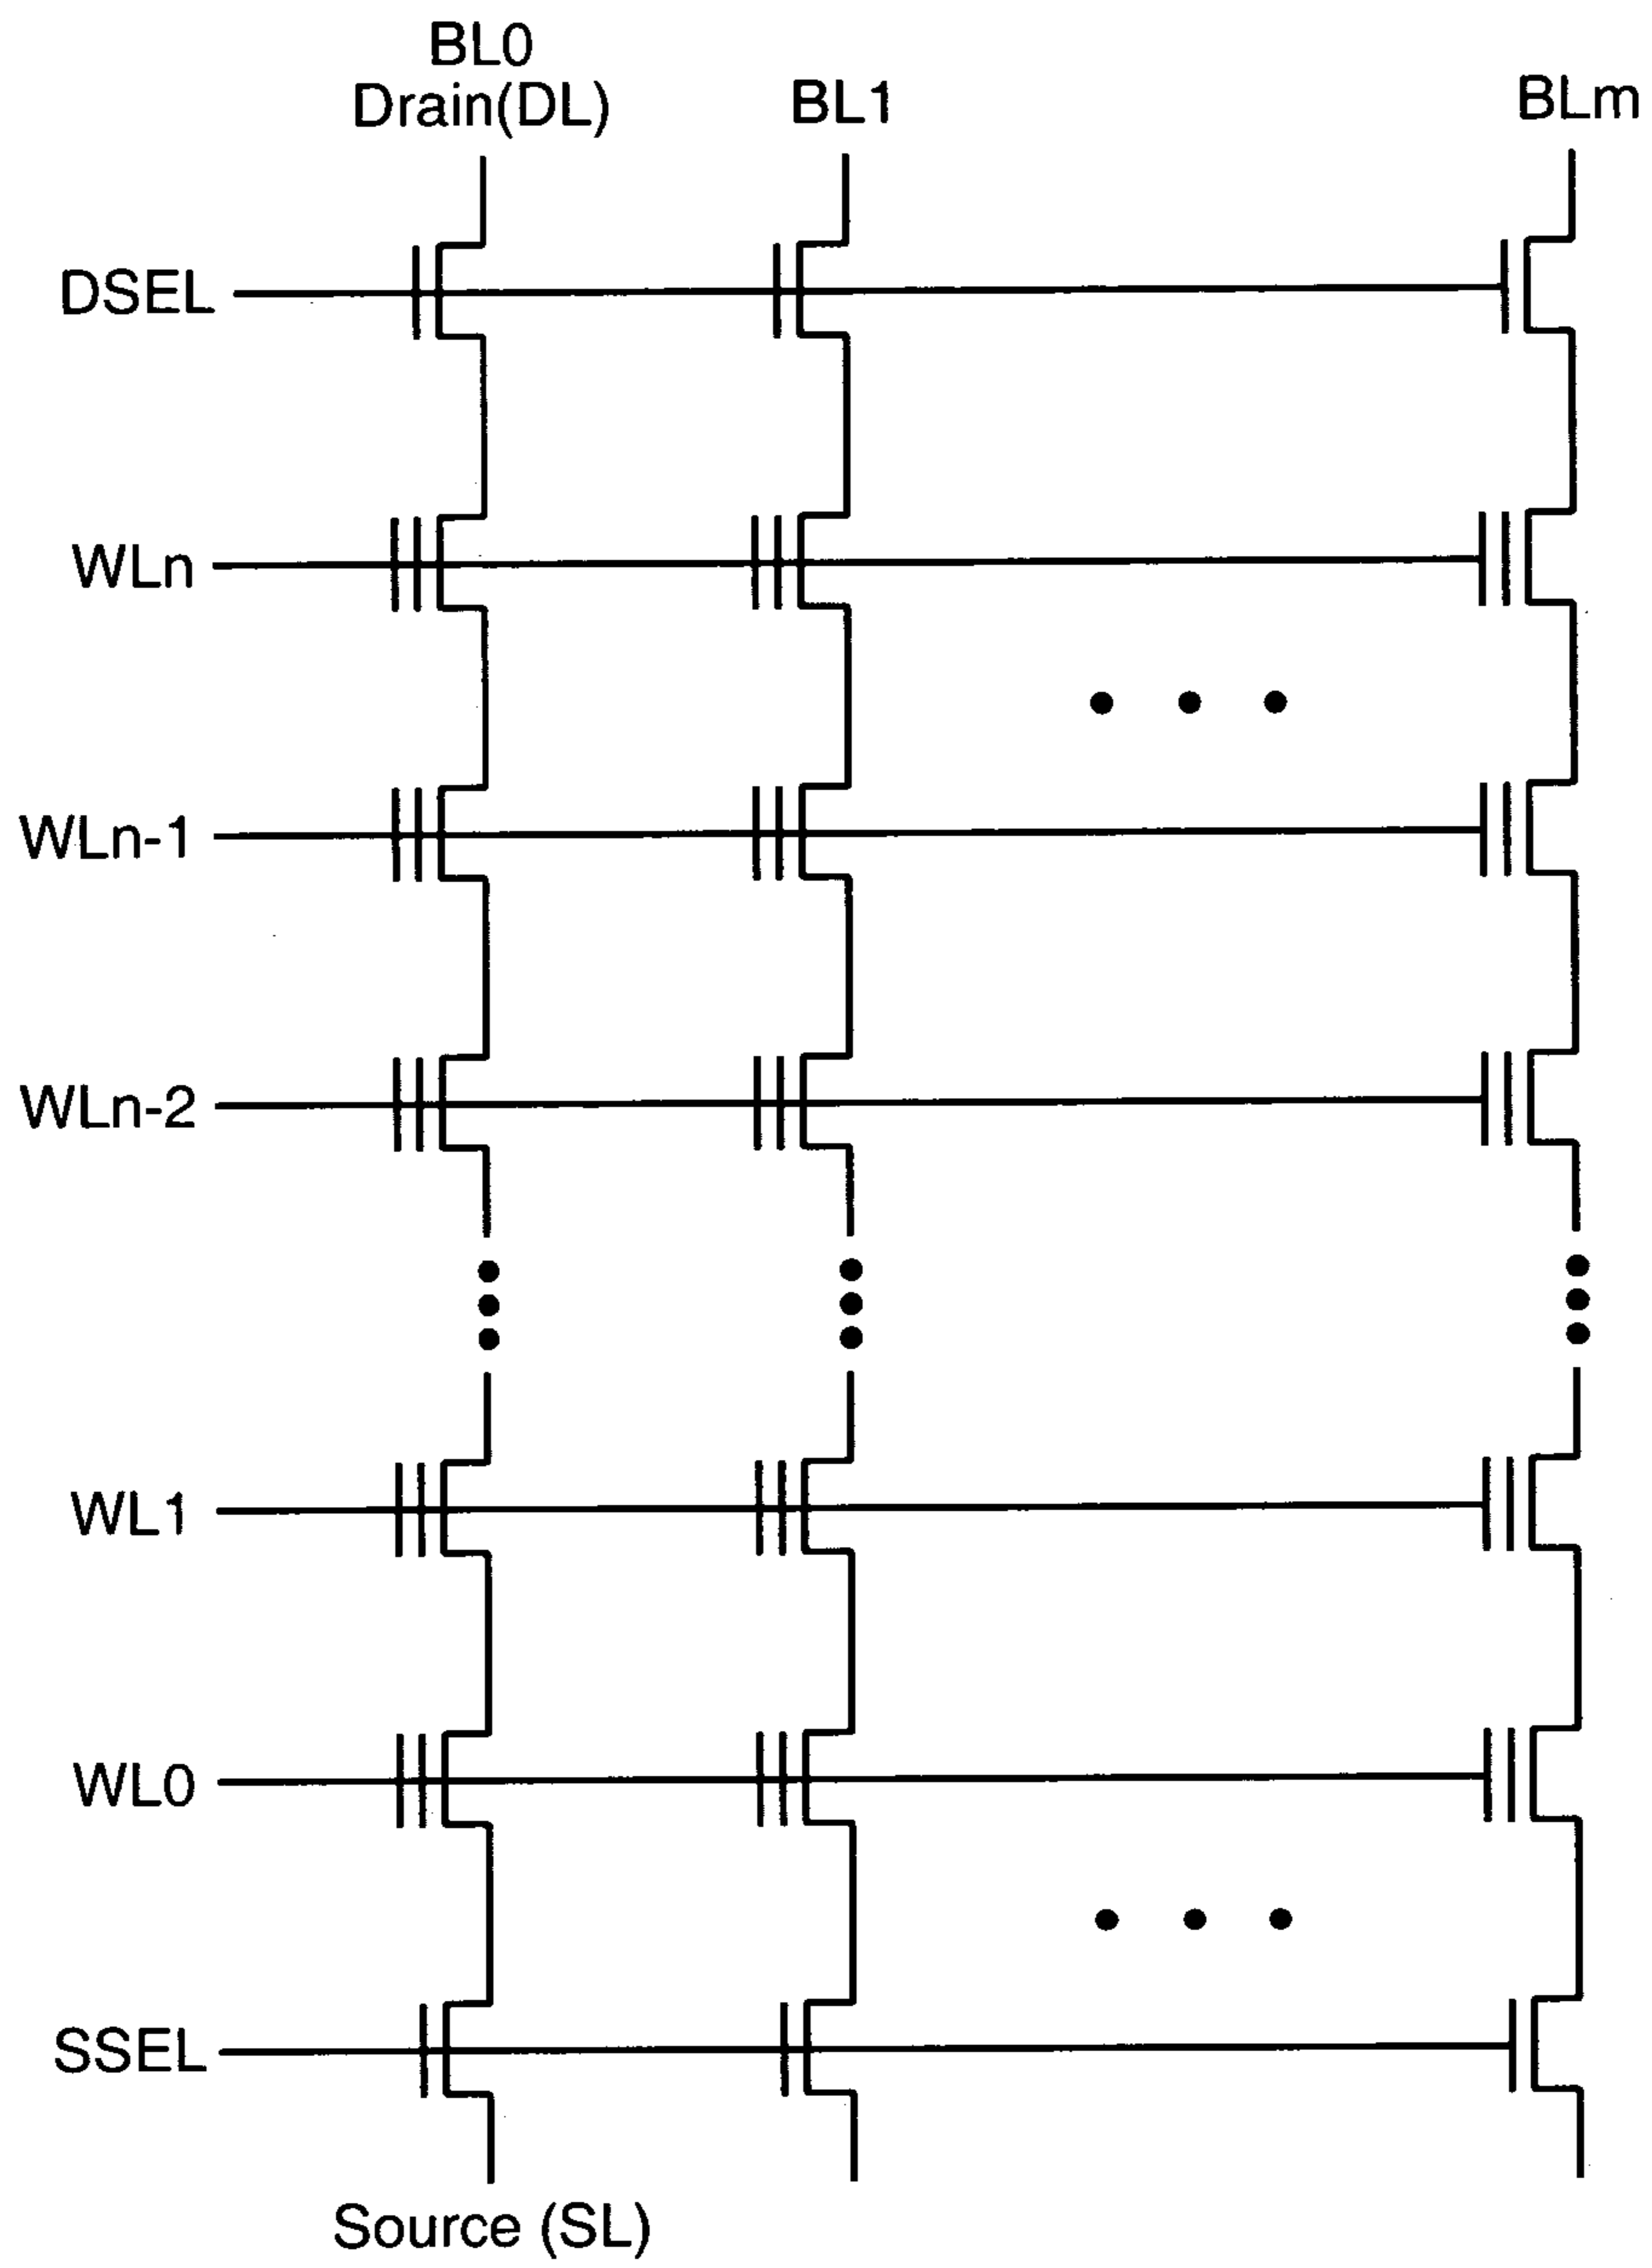 BL0
Drain(DL)
BL1
BLm
DSEL
WLn
WLn-1
WLn-2
WL1
WL0
SSEL
Source (SL)